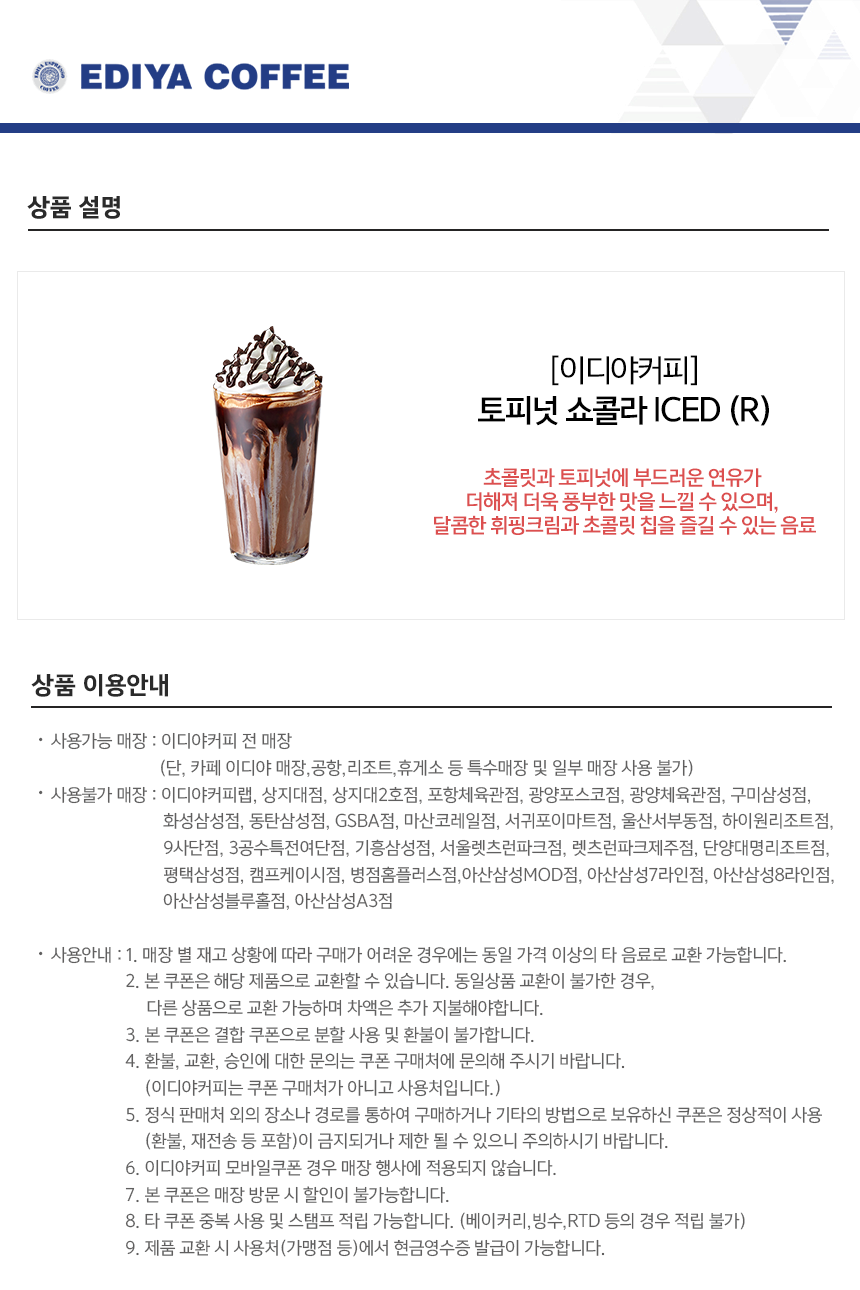 EDIYA ESPRESSO COFFEE
EDIYA COFFEE
상품 설명
[이디야커피]
토피넛 쇼콜라 ICED (R)
초콜릿과 토피넛에 부드러운 연유가
더해져 더욱 풍부한 맛을 느낄 수 있으며,
달콤한 휘핑크림과 초콜릿 칩을 즐길 수 있는 음료
상품 이용안내
· 사용가능 매장 : 이디야커피 전 매장
(단, 카페 이디야 매장,공항,리조트,휴게소 등 특수매장 및 일부 매장 사용 불가)
· 사용불가 매장 : 이디야커피랩, 상지대점, 상지대2호점, 포항체육관점, 광양포스코점, 광양체육관점, 구미삼성점,
화성삼성점, 동탄삼성점, GSBA점, 마산코레일점, 서귀포이마트점, 울산서부동점, 하이원리조트점,
9사단점, 3공수특전여단점, 기흥삼성점, 서울렛츠런파크점, 렛츠런파크제주점, 단양대명리조트점,
평택삼성점, 캠프케이시점, 병점홈플러스점,아산삼성MOD점, 아산삼성7라인점, 아산삼성8라인점,
아산삼성블루홀점, 아산삼성A3점
· 사용안내 : 1. 매장 별 재고 상황에 따라 구매가 어려운 경우에는 동일 가격 이상의 타 음료로 교환 가능합니다.
2. 본 쿠폰은 해당 제품으로 교환할 수 있습니다. 동일상품 교환이 불가한 경우,
다른 상품으로 교환 가능하며 차액은 추가 지불해야합니다.
3. 본 쿠폰은 결합 쿠폰으로 분할 사용 및 환불이 불가합니다.
4. 환불, 교환, 승인에 대한 문의는 쿠폰 구매처에 문의해 주시기 바랍니다.
(이디야커피는 쿠폰 구매처가 아니고 사용처입니다.)
5. 정식 판매처 외의 장소나 경로를 통하여 구매하거나 기타의 방법으로 보유하신 쿠폰은 정상적이 사용
(환불, 재전송 등 포함)이 금지되거나 제한 될 수 있으니 주의하시기 바랍니다.
6. 이디야커피 모바일쿠폰 경우 매장 행사에 적용되지 않습니다.
7. 본 쿠폰은 매장 방문 시 할인이 불가능합니다.
8. 타 쿠폰 중복 사용 및 스탬프 적립 가능합니다. (베이커리,빙수,RTD 등의 경우 적립 불가)
9. 제품 교환 시 사용처(가맹점 등)에서 현금영수증 발급이 가능합니다.